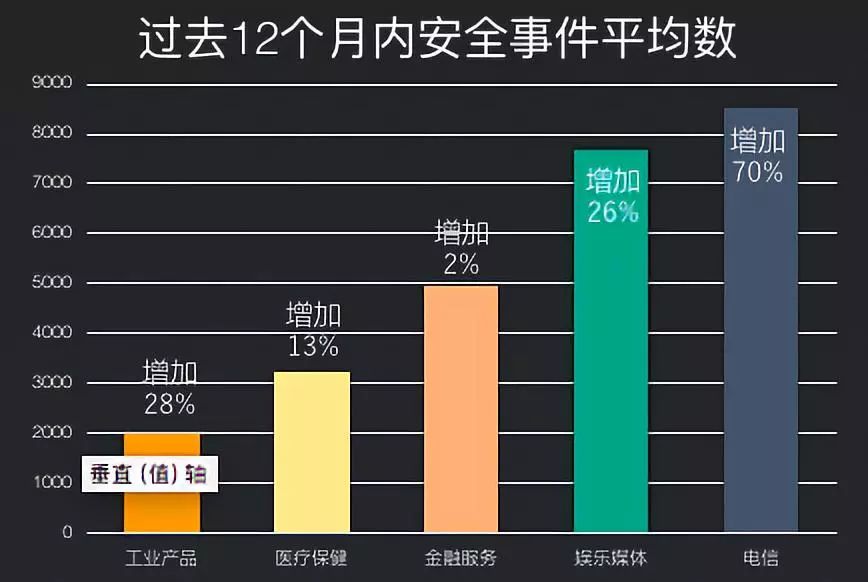 过去12个月内安全事件平均数
9000
8000
7000
6000
5000
4000
3000
2000
1000
0
增加
28%
增加
13%
增加
2%
增加
26%
增加
70%
垂直(值)轴
工业产品
医疗保健
金融服务
娱乐媒体
电信